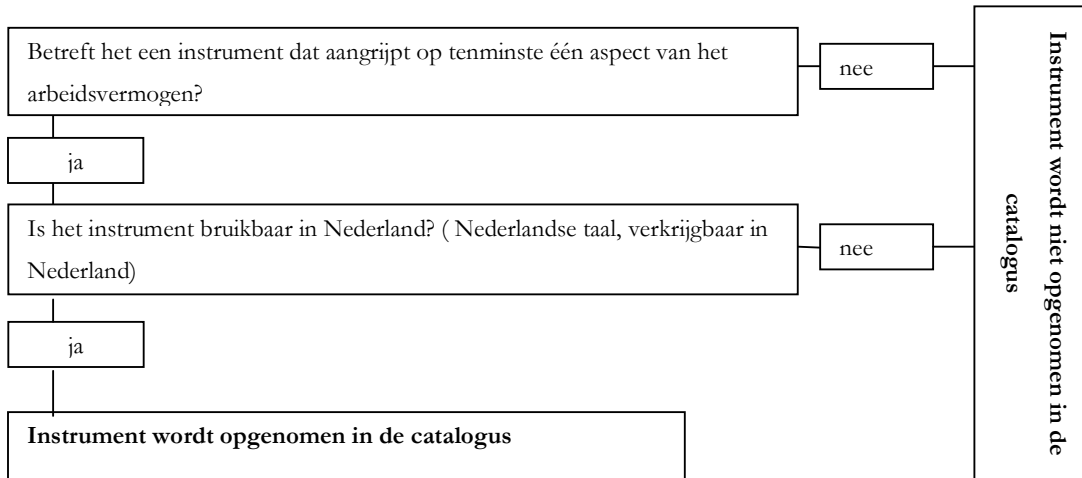 Betreft het een instrument dat aangrijpt op tenminste één aspect van het
arbeidsvermogen?
nee
ja
Is het instrument bruikbaar in Nederland? ( Nederlandse taal, verkrijgbaar in
Nederland)
nee
ja
Instrument wordt opgenomen in de catalogus
Instrument wordt niet opgenomen in de
catalogus